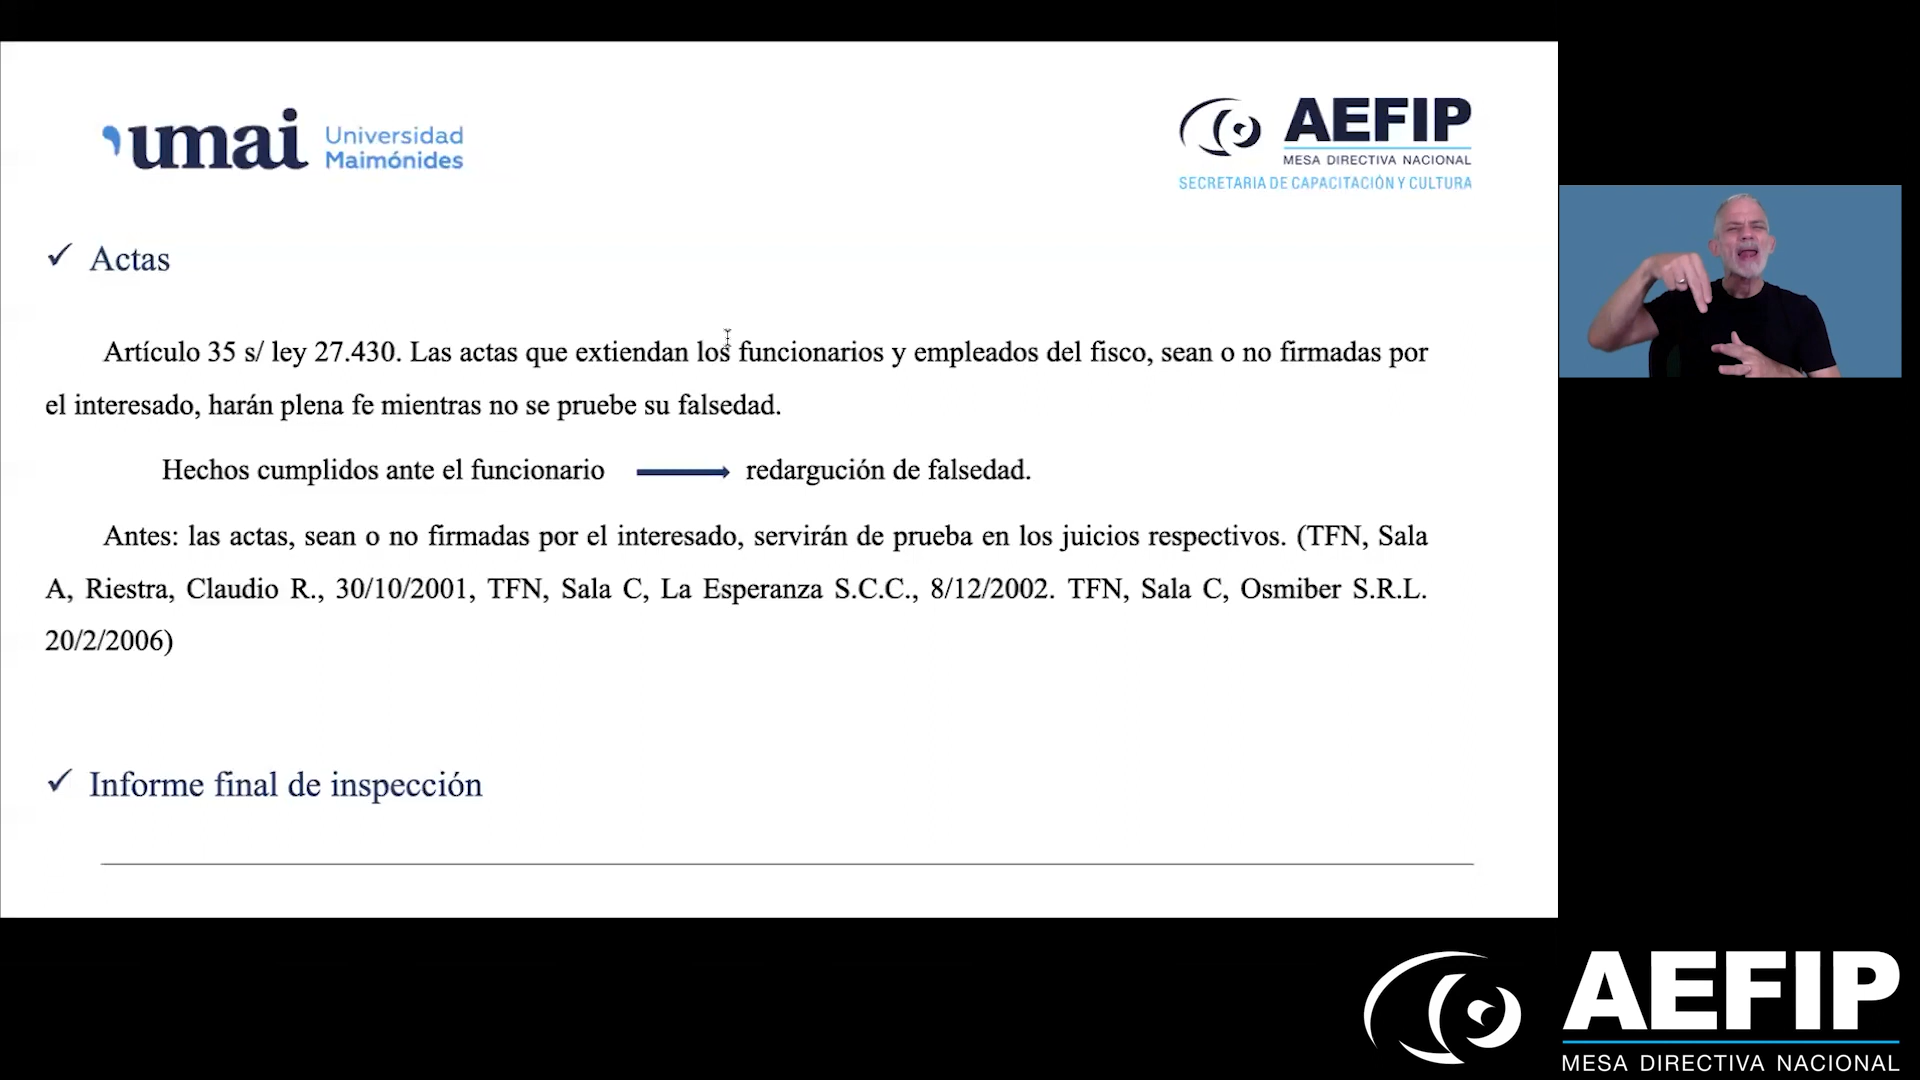 umai Universidad
Maimónides
AEFIP
MESA DIRECTIVA NACIONAL
SECRETARIA DE CAPACITACIÓN Y CULTURA
✓ Actas
Artículo 35 s/ ley 27.430. Las actas que extiendan los funcionarios y empleados del fisco, sean o no firmadas por
el interesado, harán plena fe mientras no se pruebe su falsedad.
Hechos cumplidos ante el funcionario → redargución de falsedad.
Antes: las actas, sean o no firmadas por el interesado, servirán de prueba en los juicios respectivos. (TFN, Sala
A, Riestra, Claudio R., 30/10/2001, TFN, Sala C, La Esperanza S.C.C., 8/12/2002. TFN, Sala C, Osmiber S.R.L.
20/2/2006)
✓ Informe final de inspección
AEFIP
MESA DIRECTIVA NACIONAL